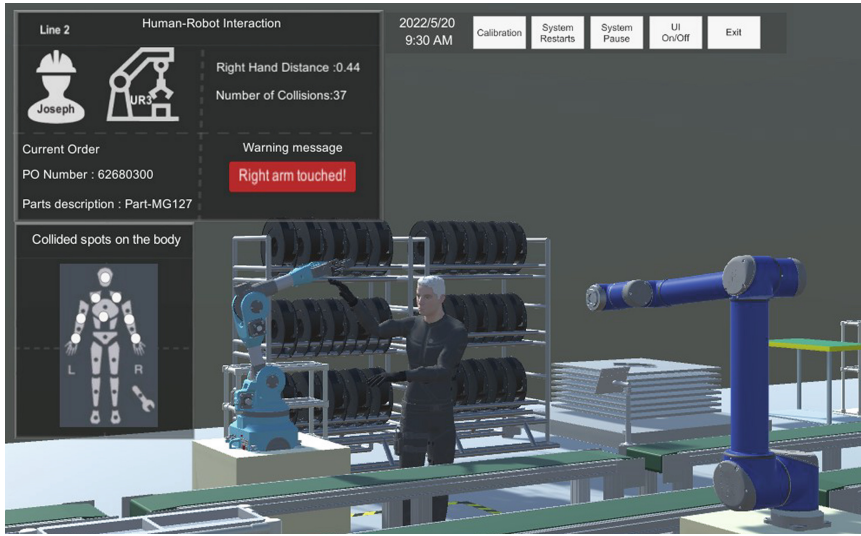 Line 2
Human-Robot Interaction
Joseph
UR3
Right Hand Distance :0.44
Number of Collisions:37
Current Order
PO Number : 62680300
Parts description : Part-MG127
Warning message
Right arm touched!
Collided spots on the body
L
R
2022/5/20
9:30 AM
Calibration
System
Restarts
System
Pause
UI
On/Off
Exit